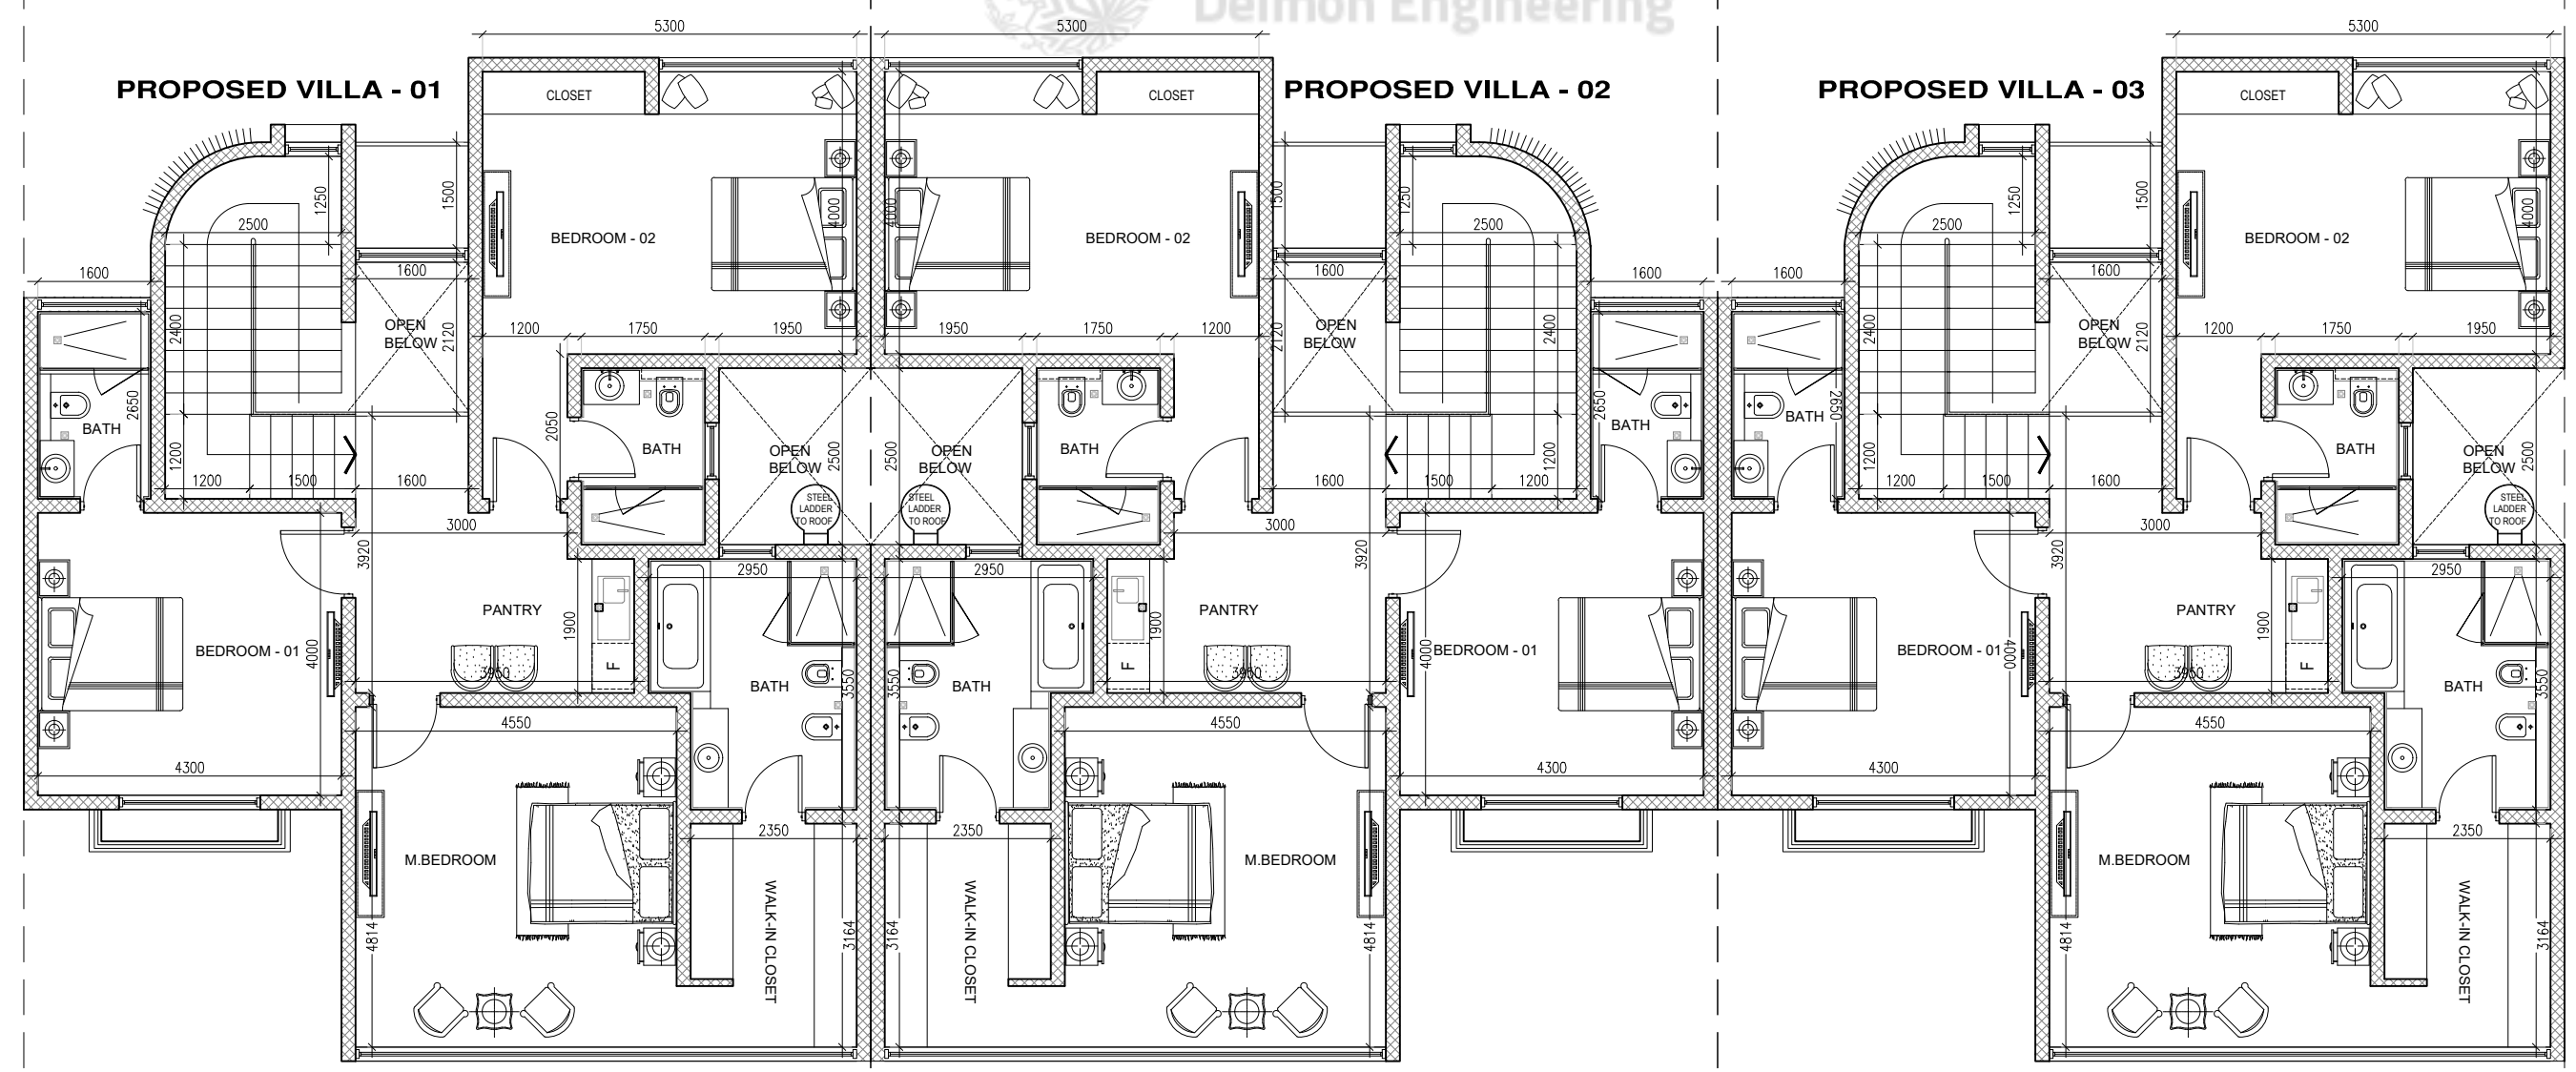 Delmon Engineering
5300
5300
5300
PROPOSED VILLA - 01
PROPOSED VILLA - 02
PROPOSED VILLA - 03
CLOSET
CLOSET
CLOSET
1250
1500
4000
4000
1500
1250
1250
1500
4000
2500
2500
2500
BEDROOM - 02
BEDROOM - 02
BEDROOM - 02
1600
1600
1600
1600
1600
1600
OPEN
BELOW
OPEN
BELOW
OPEN
BELOW
2400
2120
2120
2400
2400
2120
1200
1750
1950
1950
1750
1200
1200
1750
1950
2650
2650
2650
BATH
BATH
BATH
BATH
BATH
BATH
2050
OPEN
BELOW
OPEN
BELOW
OPEN
BELOW
2500
2500
2500
1200
1200
1200
1200
1500
1600
1600
1500
1200
1200
1500
1600
STEEL
LADDER
TO ROOF
STEEL
LADDER
TO ROOF
STEEL
LADDER
TO ROOF
3000
3000
3000
3920
3920
3920
2950
2950
2950
PANTRY
PANTRY
PANTRY
1900
1900
1900
BEDROOM - 01
BEDROOM - 01
BEDROOM - 01
4000
4000
4000
F
F
F
3950
3950
3950
BATH
BATH
BATH
3550
3550
3550
4550
4550
4550
4300
4300
4300
2350
2350
2350
M.BEDROOM
M.BEDROOM
M.BEDROOM
WALK-IN CLOSET
WALK-IN CLOSET
WALK-IN CLOSET
4814
3164
3164
4814
4814
3164